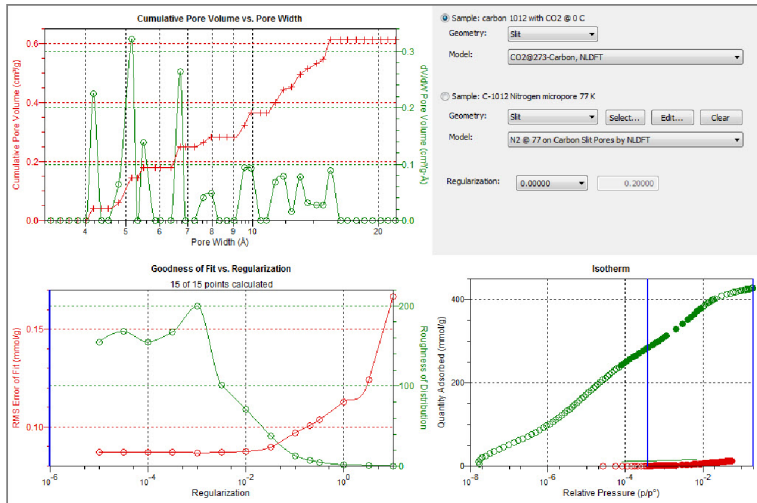 Cumulative Pore Volume vs. Pore Width
Cumulative Pore Volume (cm³/g)
0.6
0.4
0.2
0.0
0.3
0.2
0.1
0.0
dV/dW Pore Volume (cm³/g·Å)
4
5
6
7
8
9
10
20
Pore Width (Å)
Sample: carbon 1012 with CO2 @ 0 C
Geometry:
Slit
Model:
CO2@273-Carbon, NLDFT
Sample: C-1012 Nitrogen micropore 77 K
Geometry:
Slit
Select...
Edit...
Clear
Model:
N2 @ 77 on Carbon Slit Pores by NLDFT
Regularization:
0.00000
0.20000
Goodness of Fit vs. Regularization
15 of 15 points calculated
RMS Error of Fit (mmol/g)
0.15
0.10
200
100
0
Roughness of Distribution
10⁻⁶
10⁻⁴
10⁻²
10⁰
Regularization
Isotherm
Quantity Adsorbed (mmol/g)
400
200
0
10⁻⁸
10⁻⁶
10⁻⁴
10⁻²
Relative Pressure (p/p°)